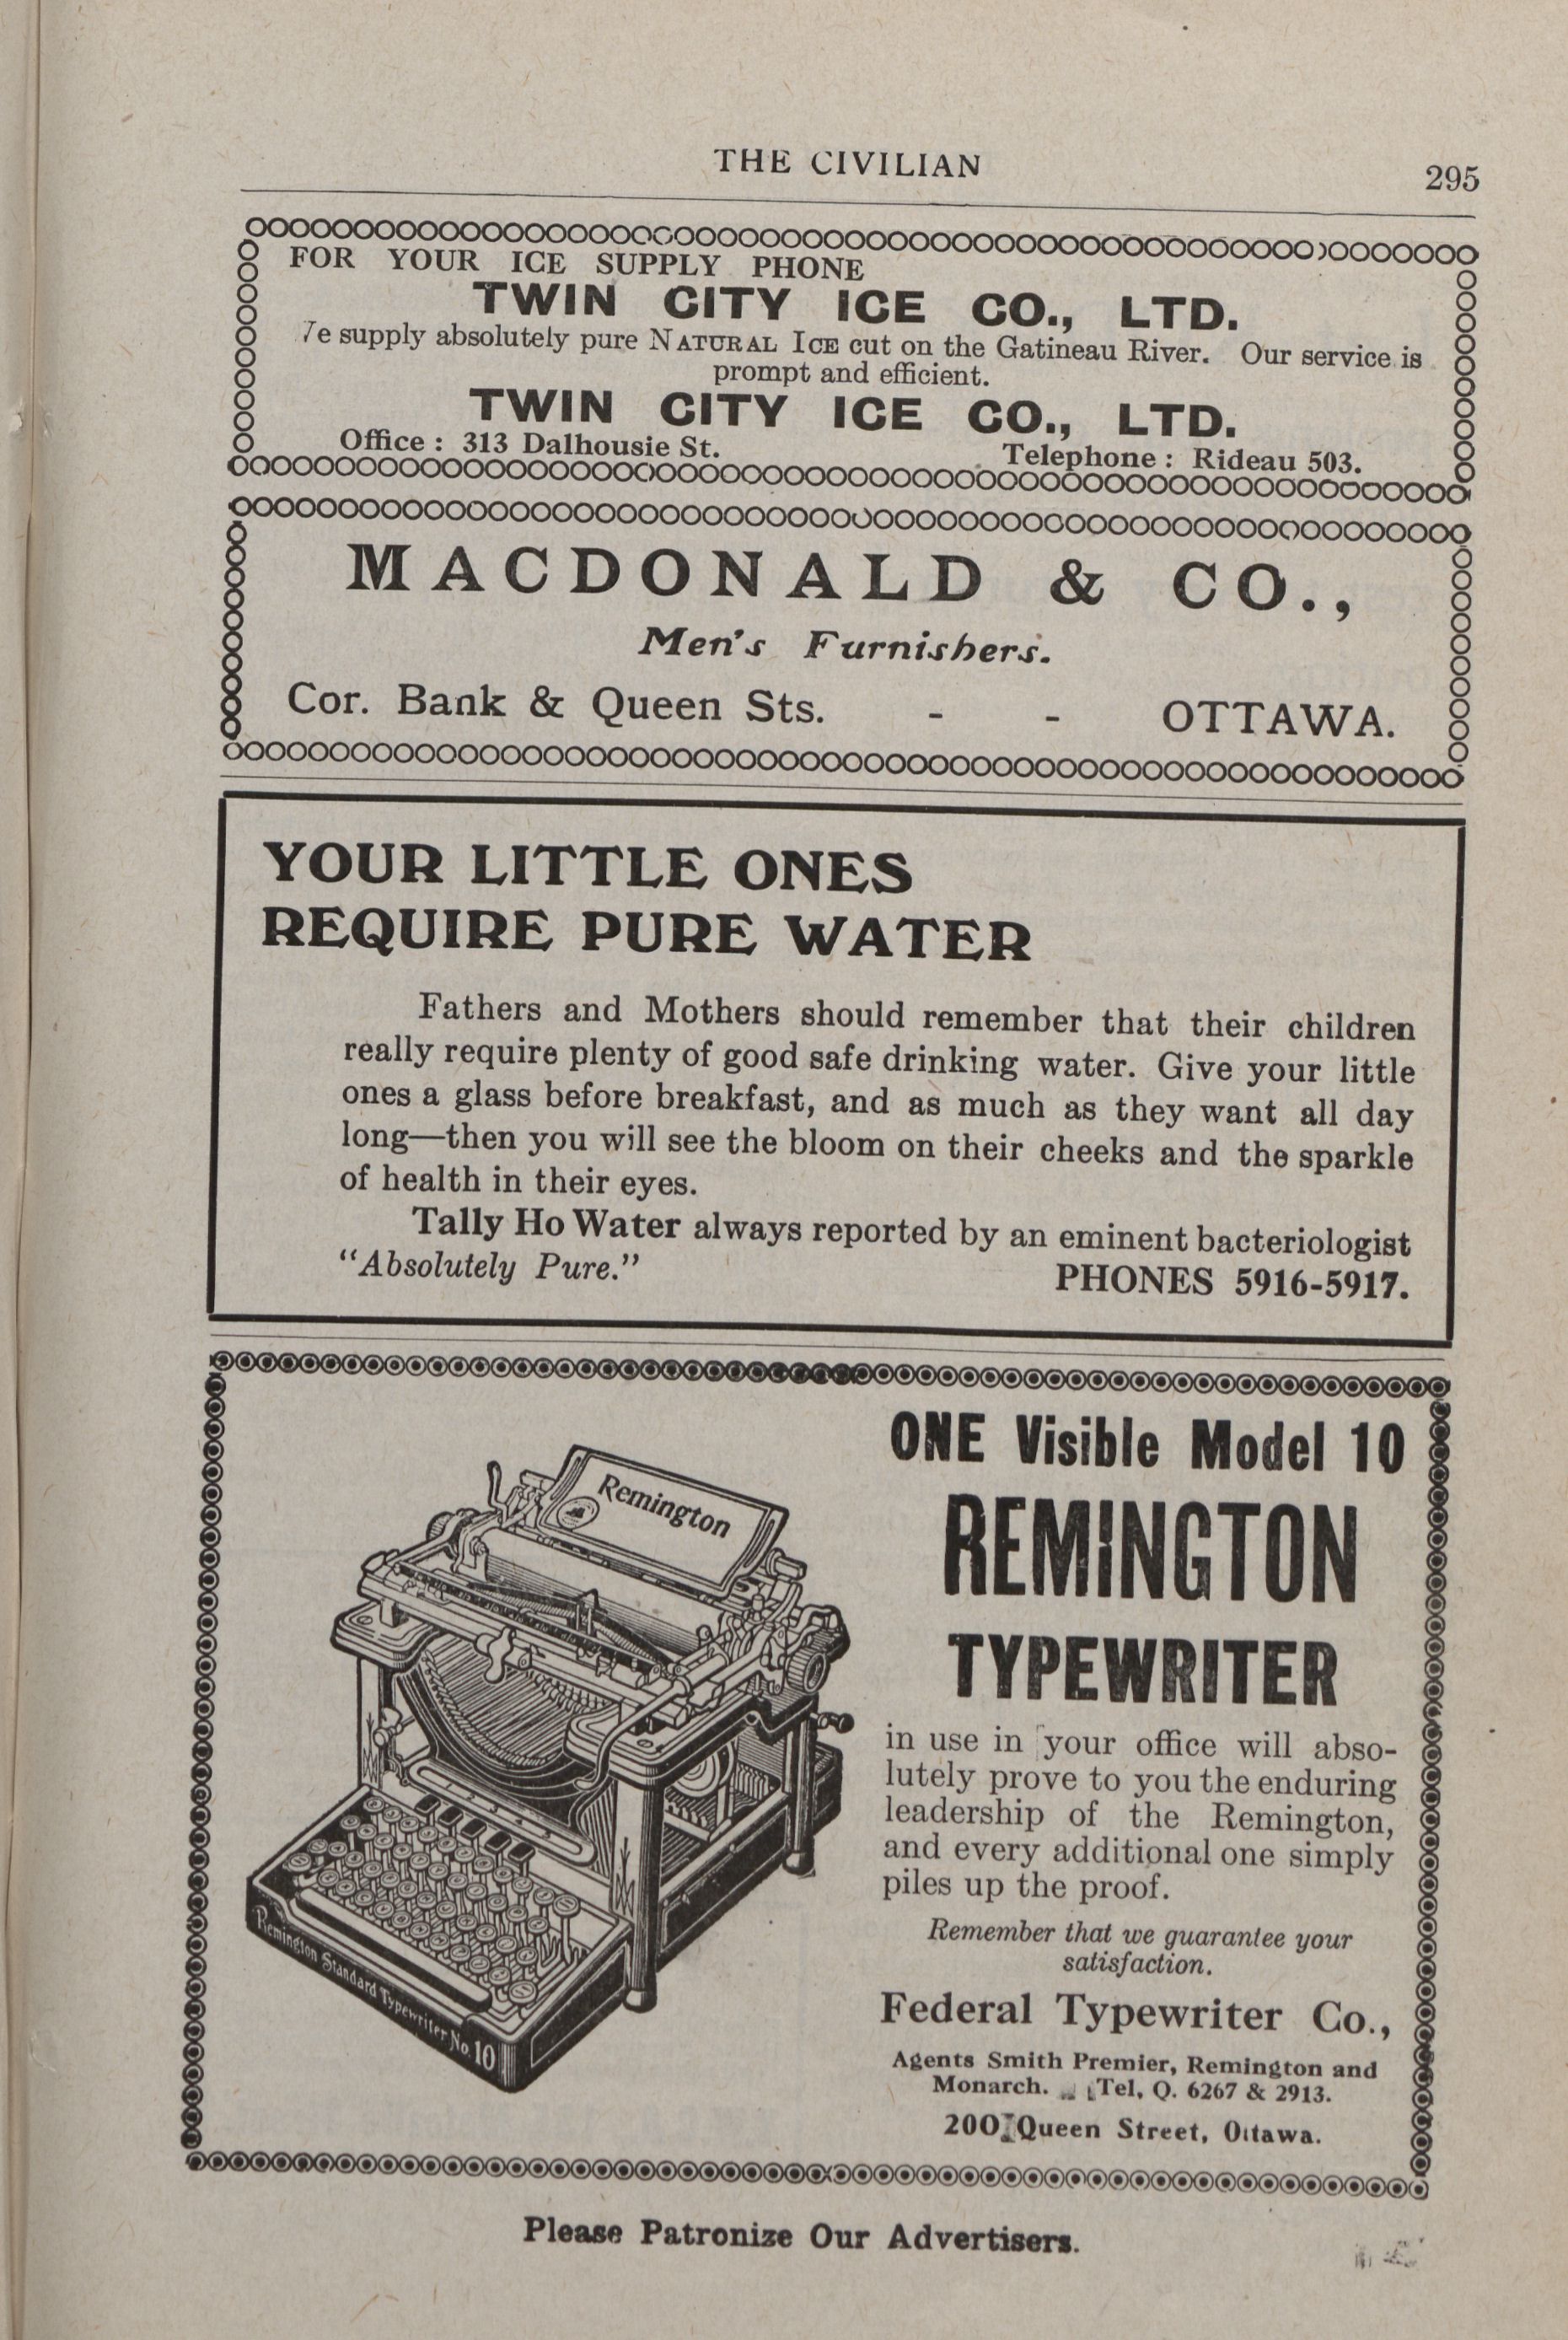 THE CIVILIAN
295
FOR YOUR ICE SUPPLY PHONE
TWIN CITY ICE CO., LTD.
e supply absolutely pure NATURAL ICE cut on the Gatineau River. Our service is
prompt and efficient.
TWIN CITY ICE CO., LTD.
Office : 313 Dalhousie St. Telephone : Rideau 503.
MACDONALD & CO.,
Men's Furnishers.
Cor. Bank & Queen Sts. - - OTTAWA.
YOUR LITTLE ONES
REQUIRE PURE WATER
Fathers and Mothers should remember that their children
really require plenty of good safe drinking water. Give your little
ones a glass before breakfast, and as much as they want all day
long—then you will see the bloom on their cheeks and the sparkle
of health in their eyes.
Tally Ho Water always reported by an eminent bacteriologist
"Absolutely Pure." PHONES 5916-5917.
Remington
Remington Standard Typewriter No. 10
ONE Visible Model 10
REMINGTON
TYPEWRITER
in use in your office will abso-
lutely prove to you the enduring
leadership of the Remington,
and every additional one simply
piles up the proof.
Remember that we guarantee your
satisfaction.
Federal Typewriter Co.,
Agents Smith Premier, Remington and
Monarch. Tel, Q. 6267 & 2913.
200 Queen Street, Ottawa.
Please Patronize Our Advertisers.